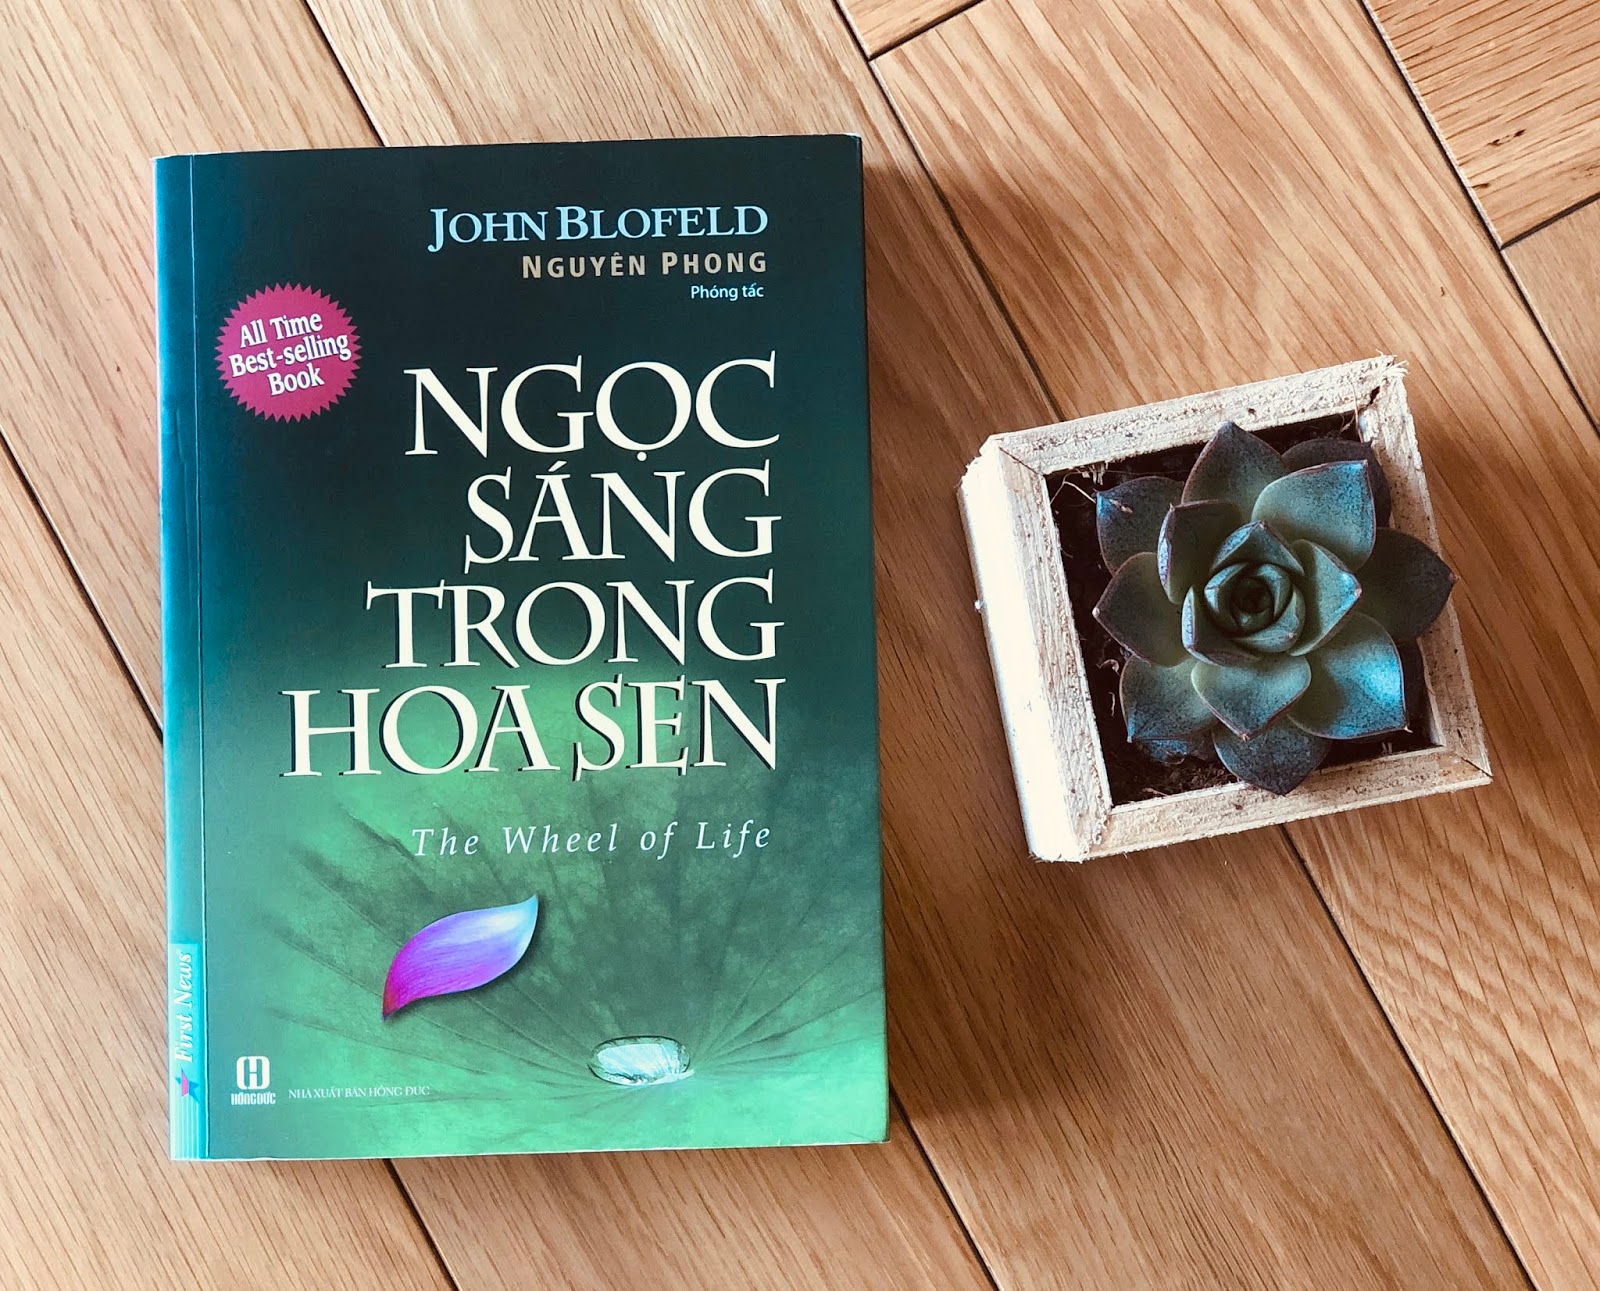 JOHN BLOFELD
NGUYÊN PHONG
Phóng tác
All Time
Best-selling
Book
NGỌC
SÁNG
TRONG
HOA SEN
The Wheel of Life
First News
HỒNG ĐỨC
NHÀ XUẤT BẢN HỒNG ĐỨC